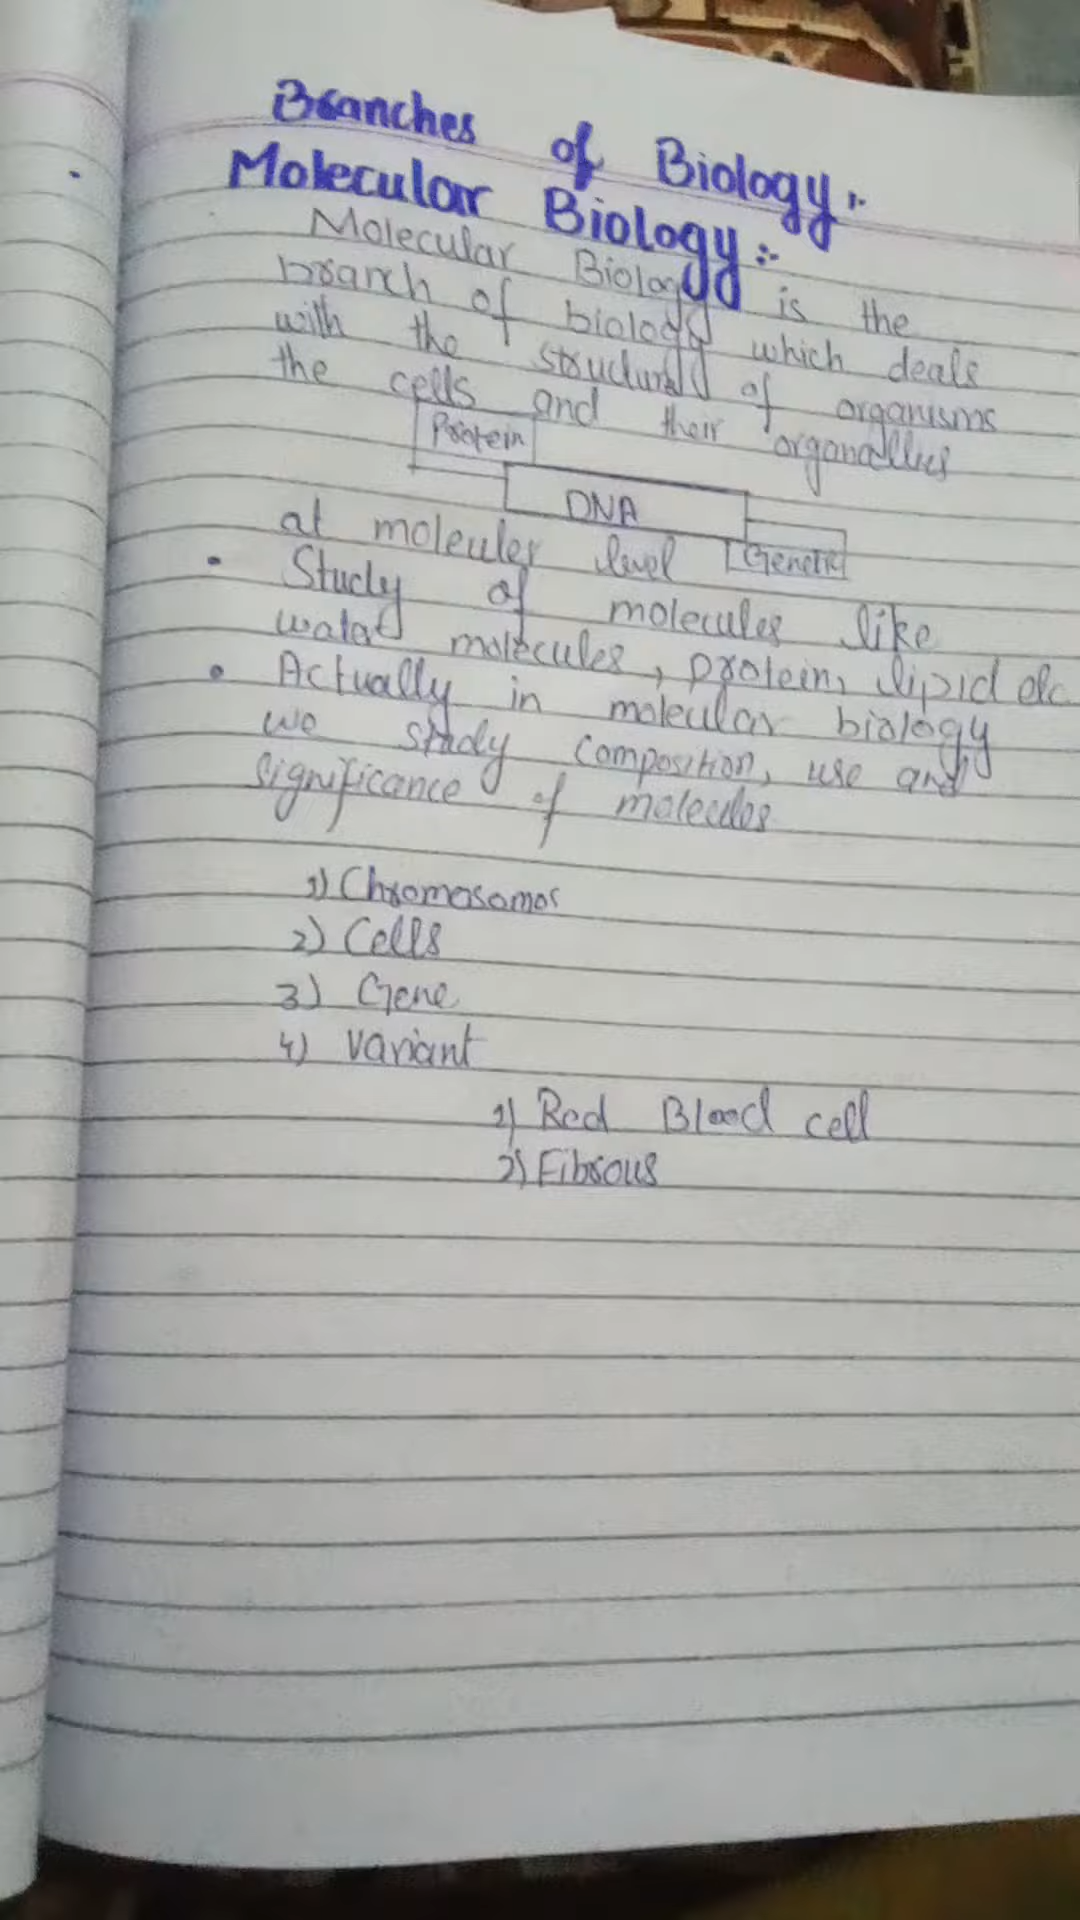 Branches of Biology:-
Molecular Biology:-
Molecular Biology is the
branch of biology which deals
with the structural of organisms
the cells and their organallus
Protein
DNA
Genetic
at moleculer level
• Study of molecules like
water molecules, protein, lipid etc
• Actually in molecular biology
we study composition, use and
significance of molecules
1) Chromosomes
2) Cells
3) Gene
4) Variant
1) Red Blood cell
2) Fibrous